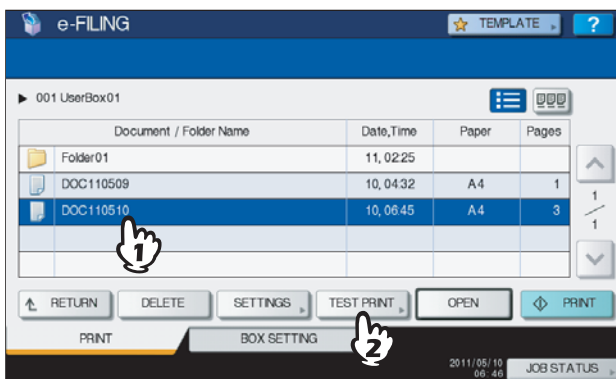 e-FILING TEMPLATE ?
001 UserBox01
Document / Folder Name Date,Time Paper Pages
Folder01 11, 02:25
DOC110509 10, 04:32 A4 1
DOC110510 10, 06:45 A4 3
1
1
1
RETURN DELETE SETTINGS TEST PRINT OPEN PRINT
PRINT BOX SETTING
2
2011/05/10
06:46 JOB STATUS